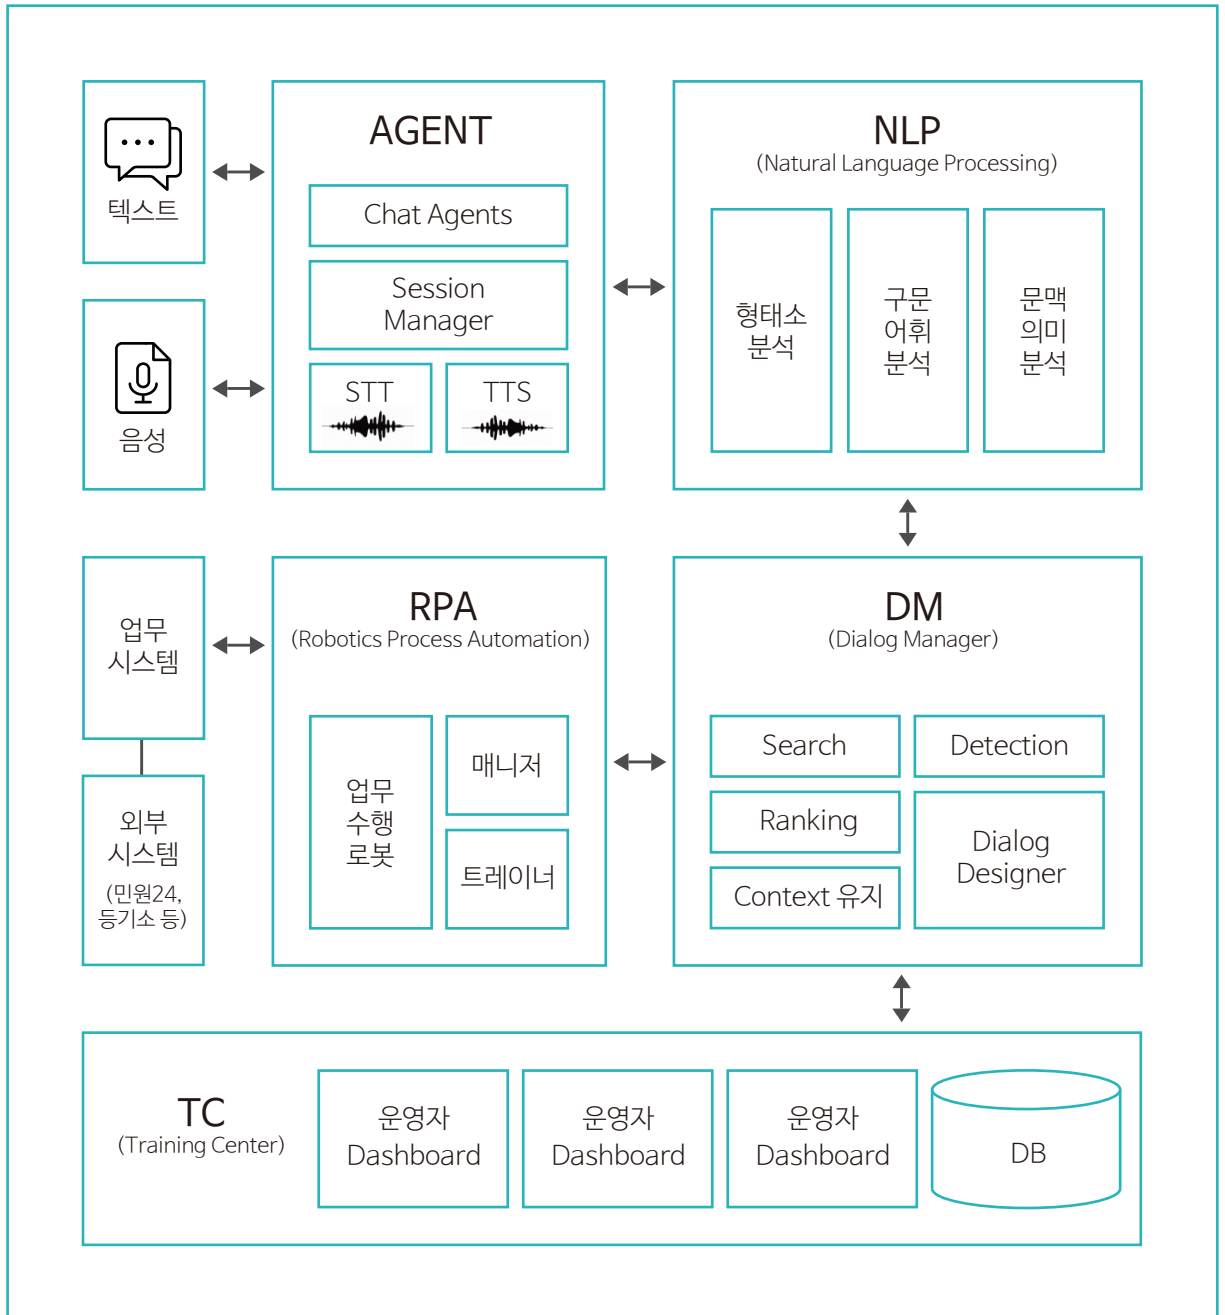 텍스트
음성
AGENT
Chat Agents
Session
Manager
STT
TTS
NLP
(Natural Language Processing)
형태소
분석
구문
어휘
분석
문맥
의미
분석
업무
시스템
외부
시스템
(민원24,
등기소 등)
RPA
(Robotics Process Automation)
업무
수행
로봇
매니저
트레이너
DM
(Dialog Manager)
Search
Detection
Ranking
Context 유지
Dialog
Designer
TC
(Training Center)
운영자
Dashboard
운영자
Dashboard
운영자
Dashboard
DB